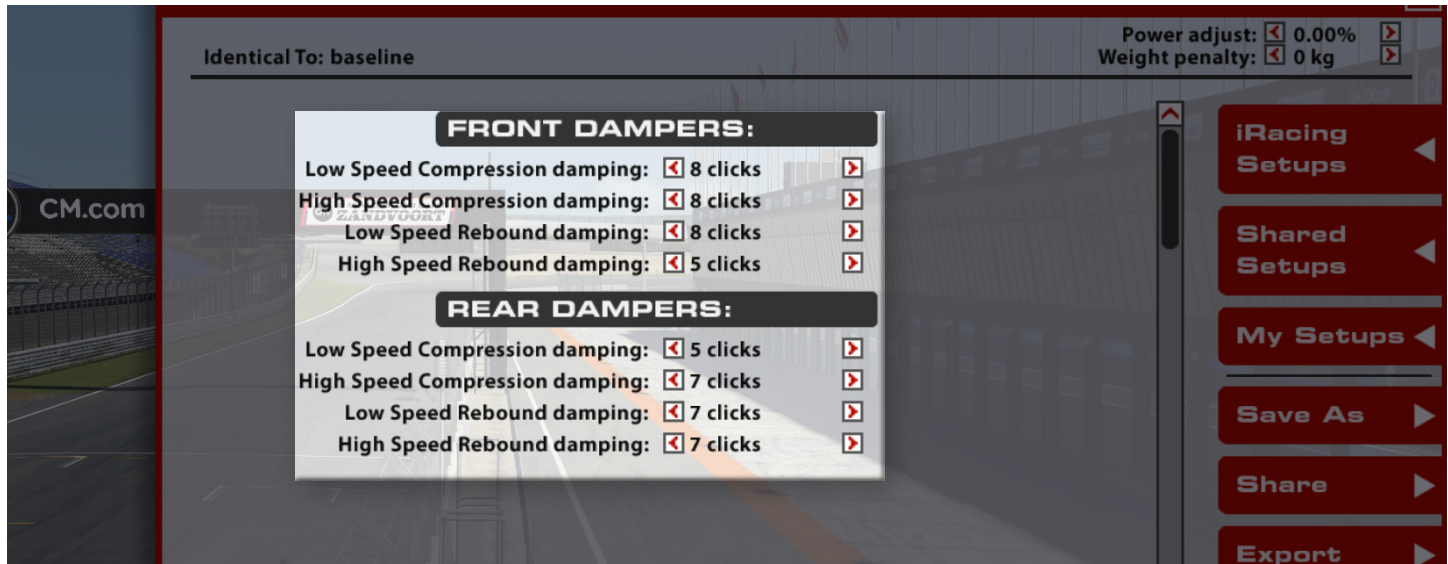 Power adjust: 0.00%
Identical To: baseline
Weight penalty: 0 kg
FRONT DAMPERS:
Low Speed Compression damping: 8 clicks
High Speed Compression damping: 8 clicks
Low Speed Rebound damping: 8 clicks
High Speed Rebound damping: 5 clicks
REAR DAMPERS:
Low Speed Compression damping: 5 clicks
High Speed Compression damping: 7 clicks
Low Speed Rebound damping: 7 clicks
High Speed Rebound damping: 7 clicks
CM.com
ZANDVOORT
iRacing
Setups
Shared
Setups
My Setups
Save As
Share
Export